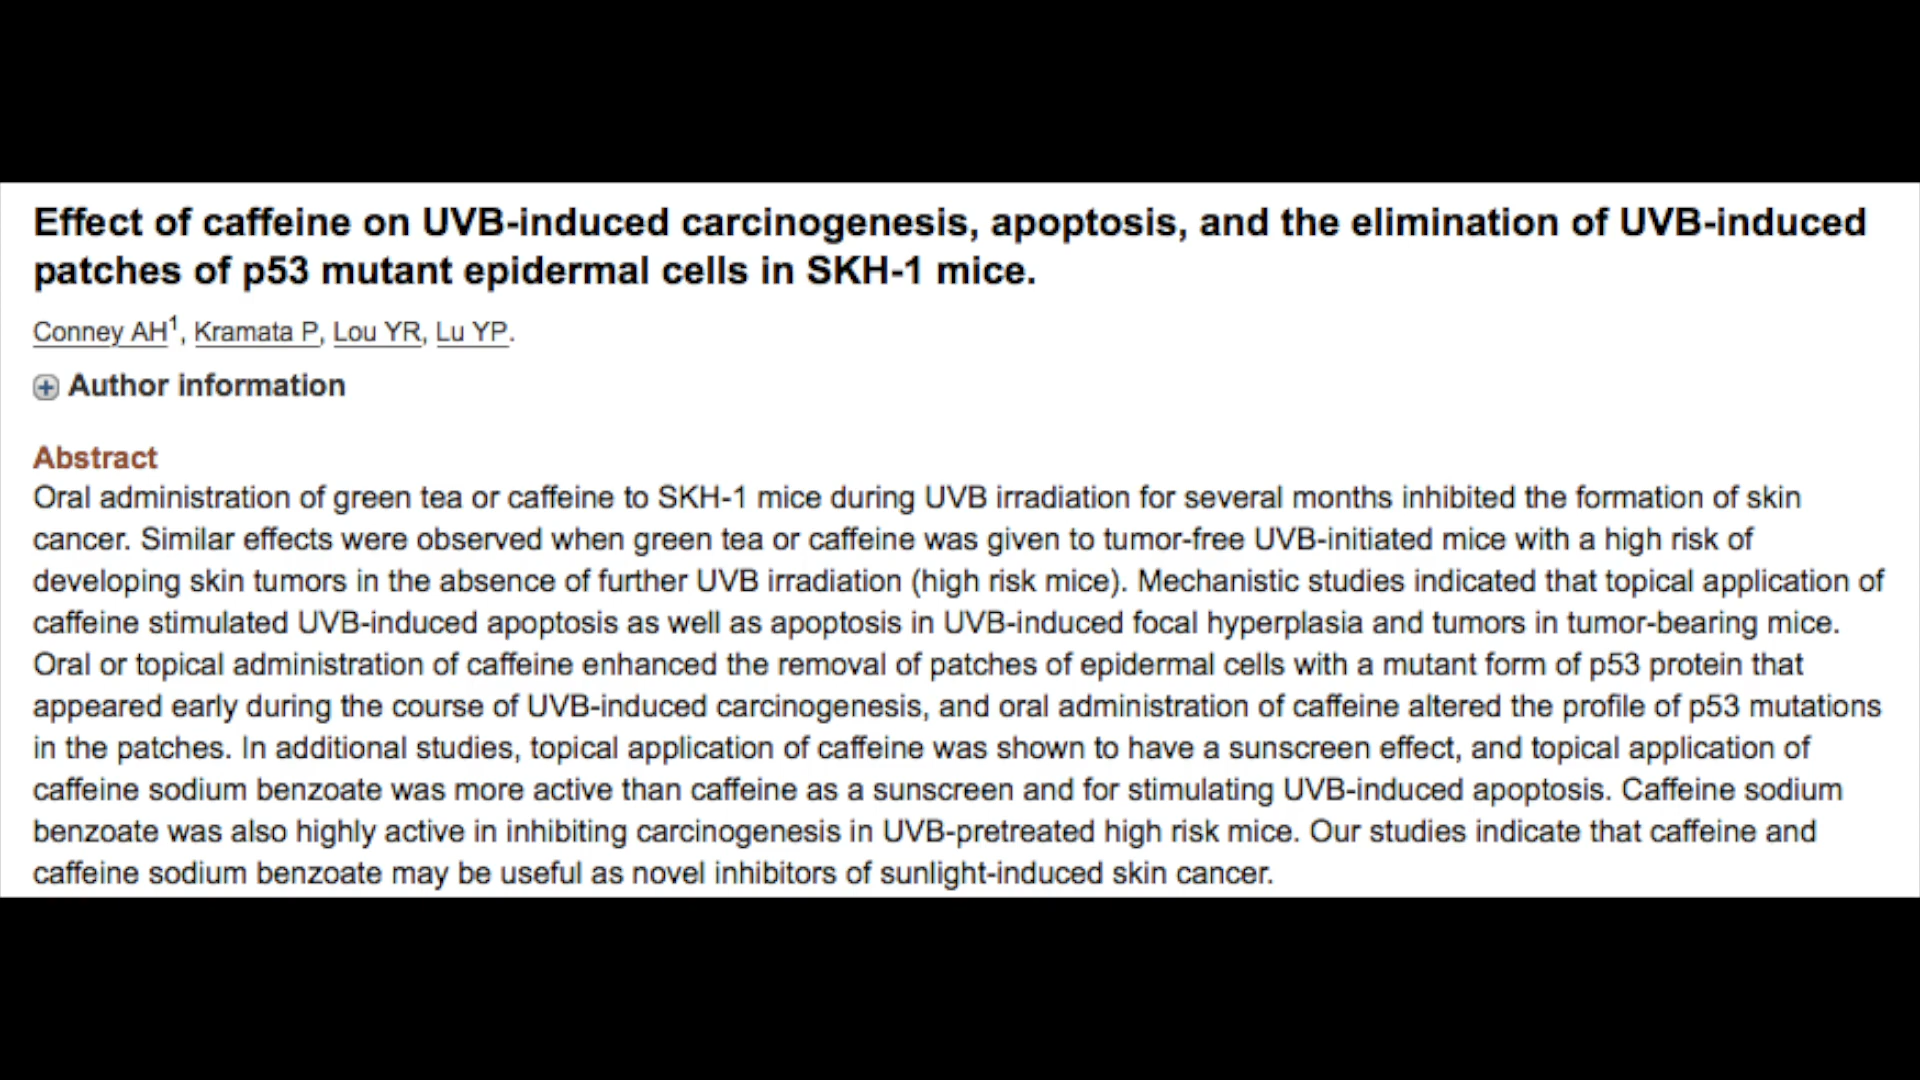 Effect of caffeine on UVB-induced carcinogenesis, apoptosis, and the elimination of UVB-induced
patches of p53 mutant epidermal cells in SKH-1 mice.
Conney AH1, Kramata P, Lou YR, Lu YP.
Author information
Abstract
Oral administration of green tea or caffeine to SKH-1 mice during UVB irradiation for several months inhibited the formation of skin
cancer. Similar effects were observed when green tea or caffeine was given to tumor-free UVB-initiated mice with a high risk of
developing skin tumors in the absence of further UVB irradiation (high risk mice). Mechanistic studies indicated that topical application of
caffeine stimulated UVB-induced apoptosis as well as apoptosis in UVB-induced focal hyperplasia and tumors in tumor-bearing mice.
Oral or topical administration of caffeine enhanced the removal of patches of epidermal cells with a mutant form of p53 protein that
appeared early during the course of UVB-induced carcinogenesis, and oral administration of caffeine altered the profile of p53 mutations
in the patches. In additional studies, topical application of caffeine was shown to have a sunscreen effect, and topical application of
caffeine sodium benzoate was more active than caffeine as a sunscreen and for stimulating UVB-induced apoptosis. Caffeine sodium
benzoate was also highly active in inhibiting carcinogenesis in UVB-pretreated high risk mice. Our studies indicate that caffeine and
caffeine sodium benzoate may be useful as novel inhibitors of sunlight-induced skin cancer.